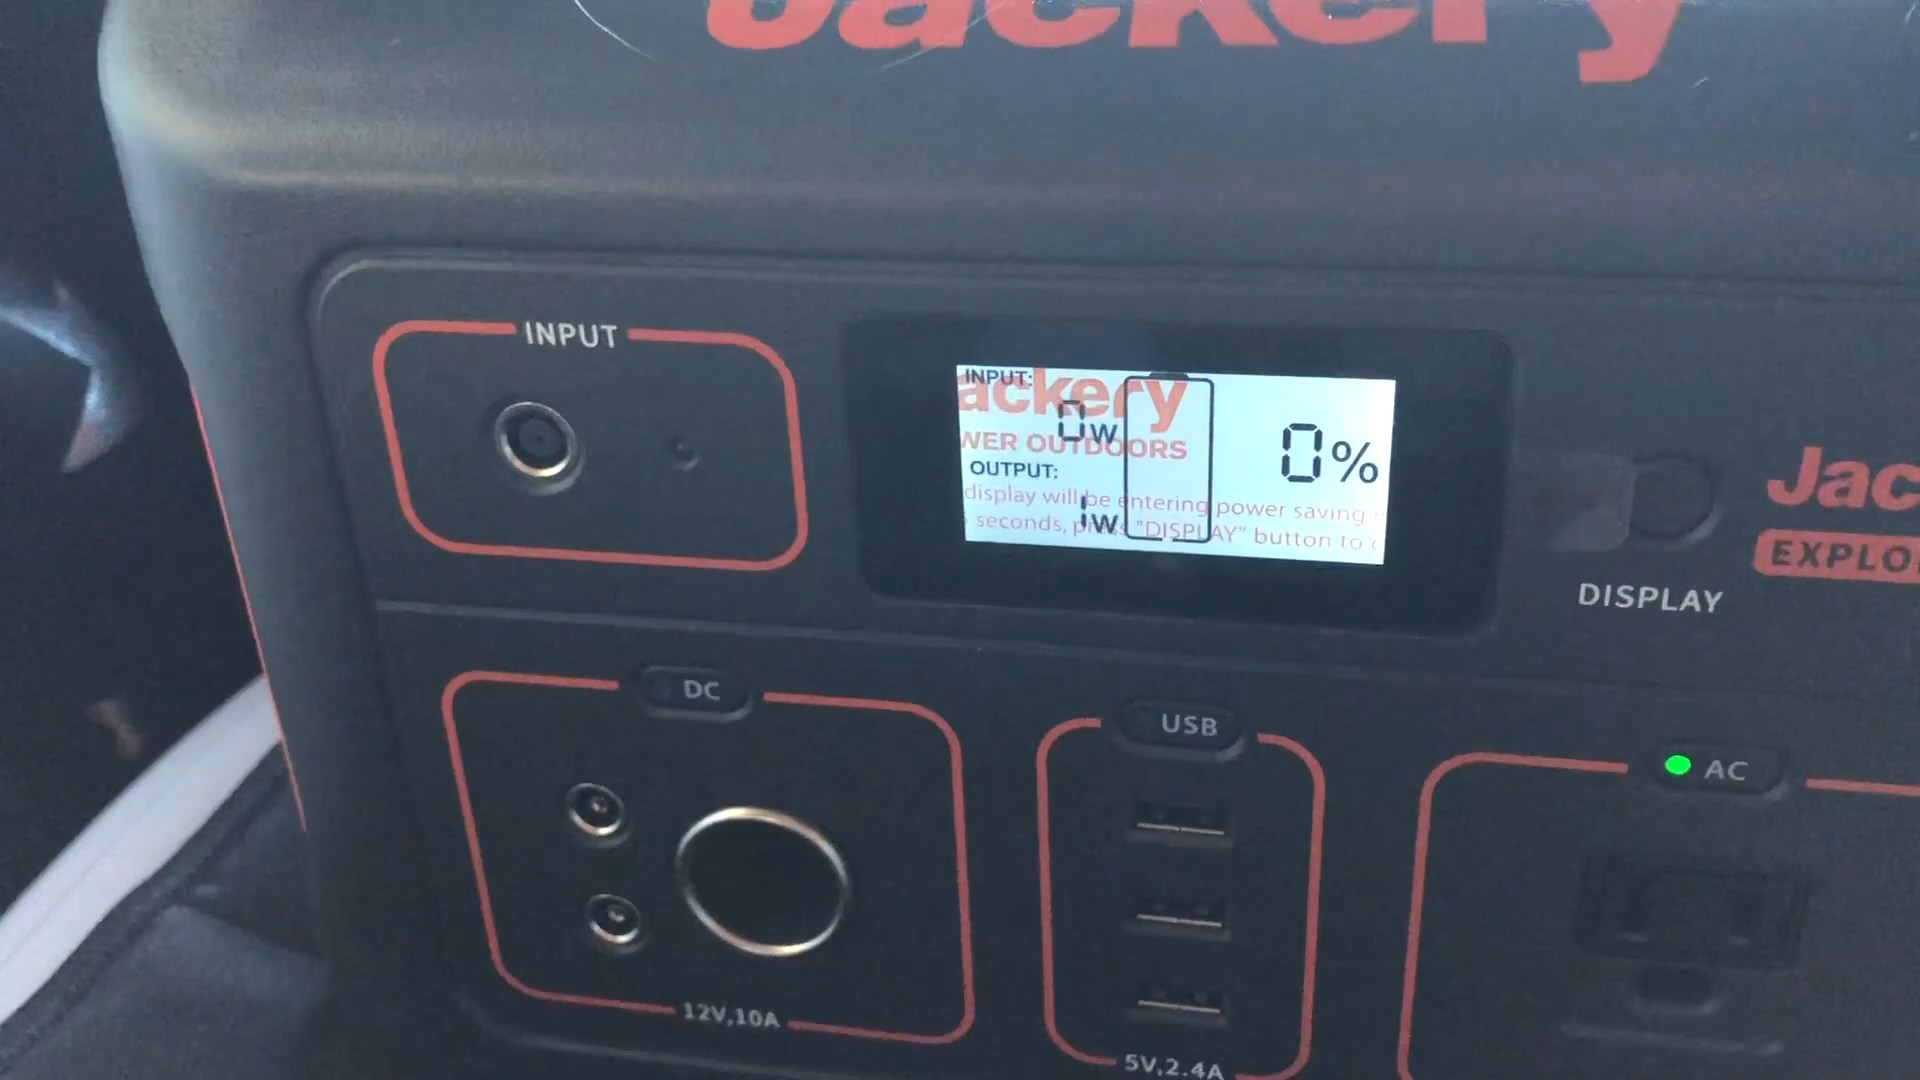 Jackery
INPUT
INPUT:
ackery
0W
WER OUTDOORS
0%
OUTPUT:
display will be entering power saving
seconds, press "DISPLAY" button to
1W
Jac
EXPLO
DISPLAY
DC
USB
AC
12V,10A
5V,2.4A